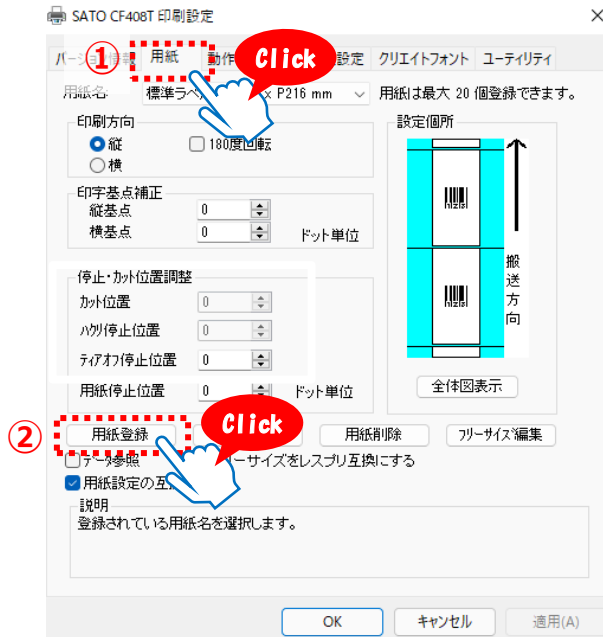 SATO CF408T 印刷設定
①
Click
用紙
動作
設定
クリエイトフォント
ユーティリティ
用紙名
標準ラベ
x P216 mm
用紙は最大 20 個登録できます。
印刷方向
縦
180度回転
横
設定個所
搬送方向
印字基点補正
縦基点
0
横基点
0
ドット単位
停止・カット位置調整
カット位置
0
ハクリ停止位置
0
ティアオフ停止位置
0
用紙停止位置
0
ドット単位
全体図表示
②
用紙登録
Click
用紙削除
フリーサイズ編集
データ参照
ーサイズをレスプリ互換にする
用紙設定の互
説明
登録されている用紙名を選択します。
OK
キャンセル
適用(A)